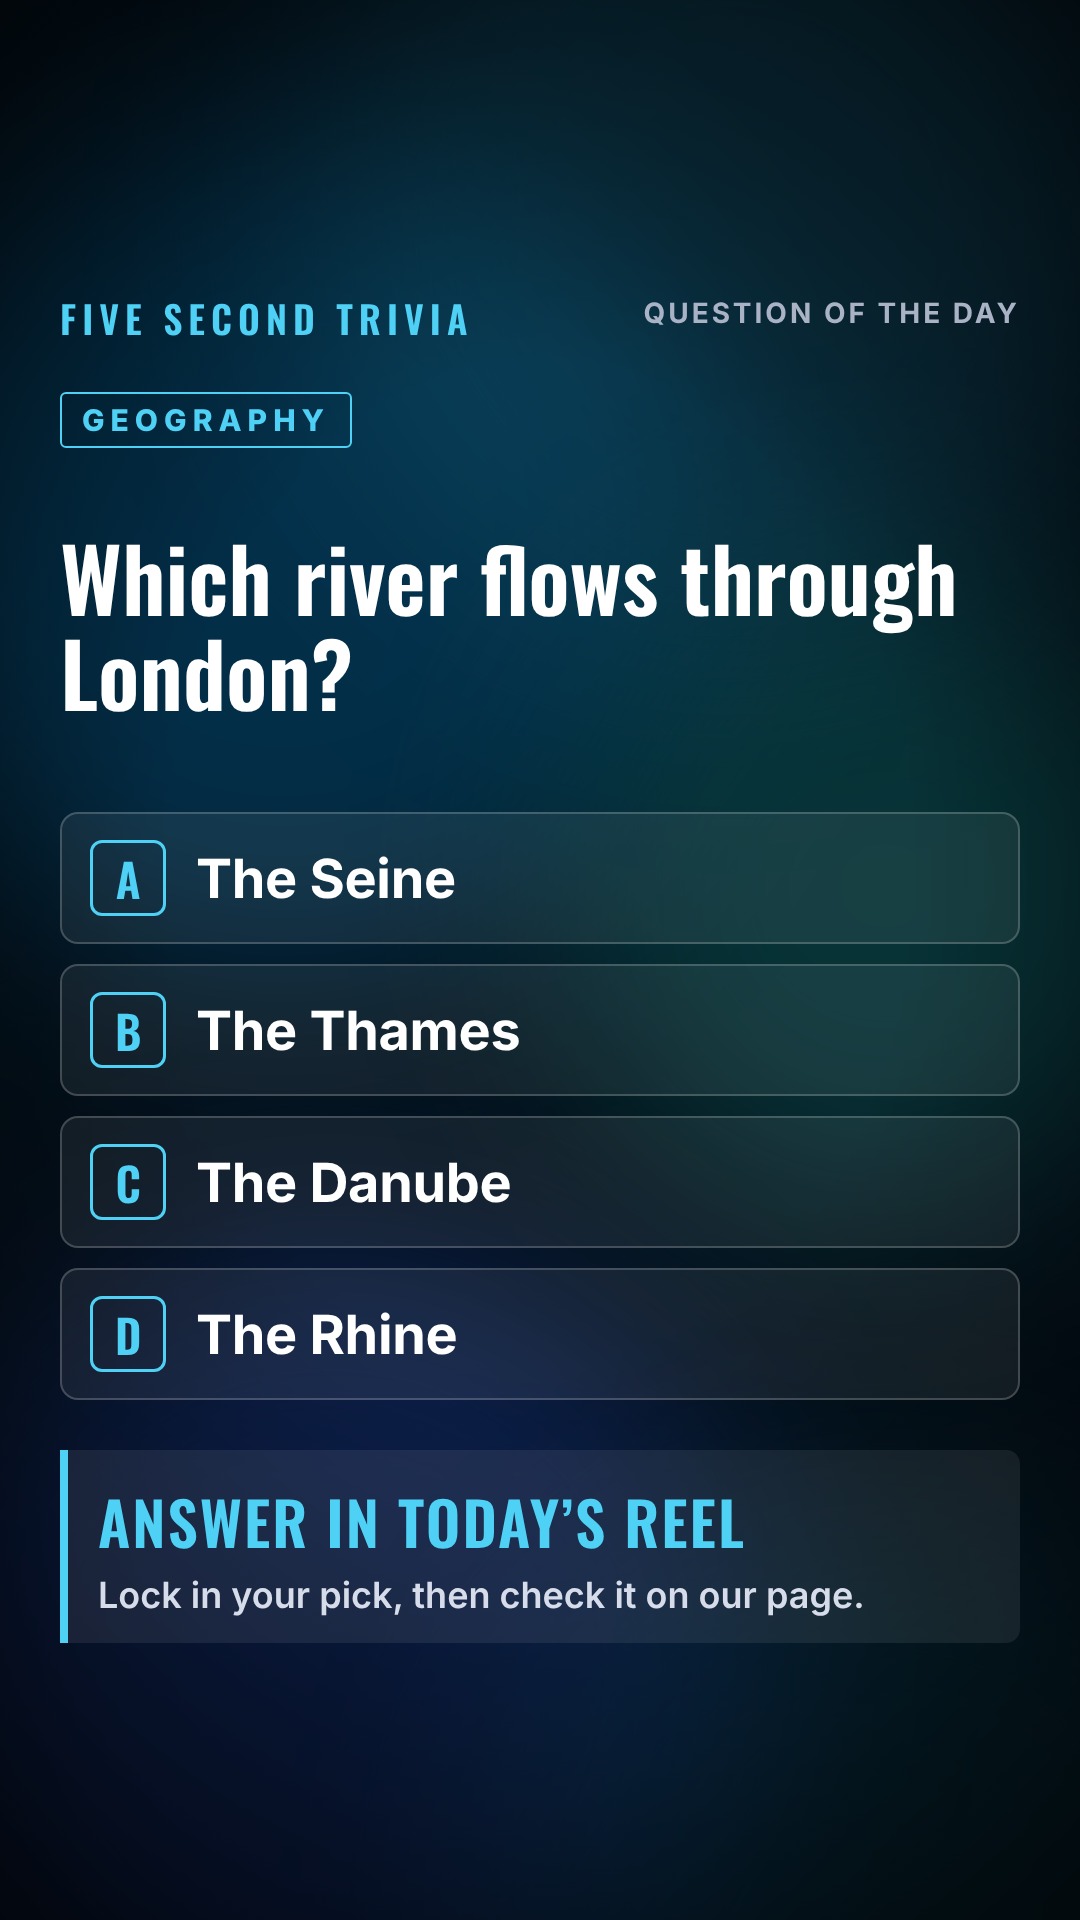 FIVE SECOND TRIVIA
QUESTION OF THE DAY
GEOGRAPHY
Which river flows through
London?
A The Seine
B The Thames
C The Danube
D The Rhine
ANSWER IN TODAY’S REEL
Lock in your pick, then check it on our page.